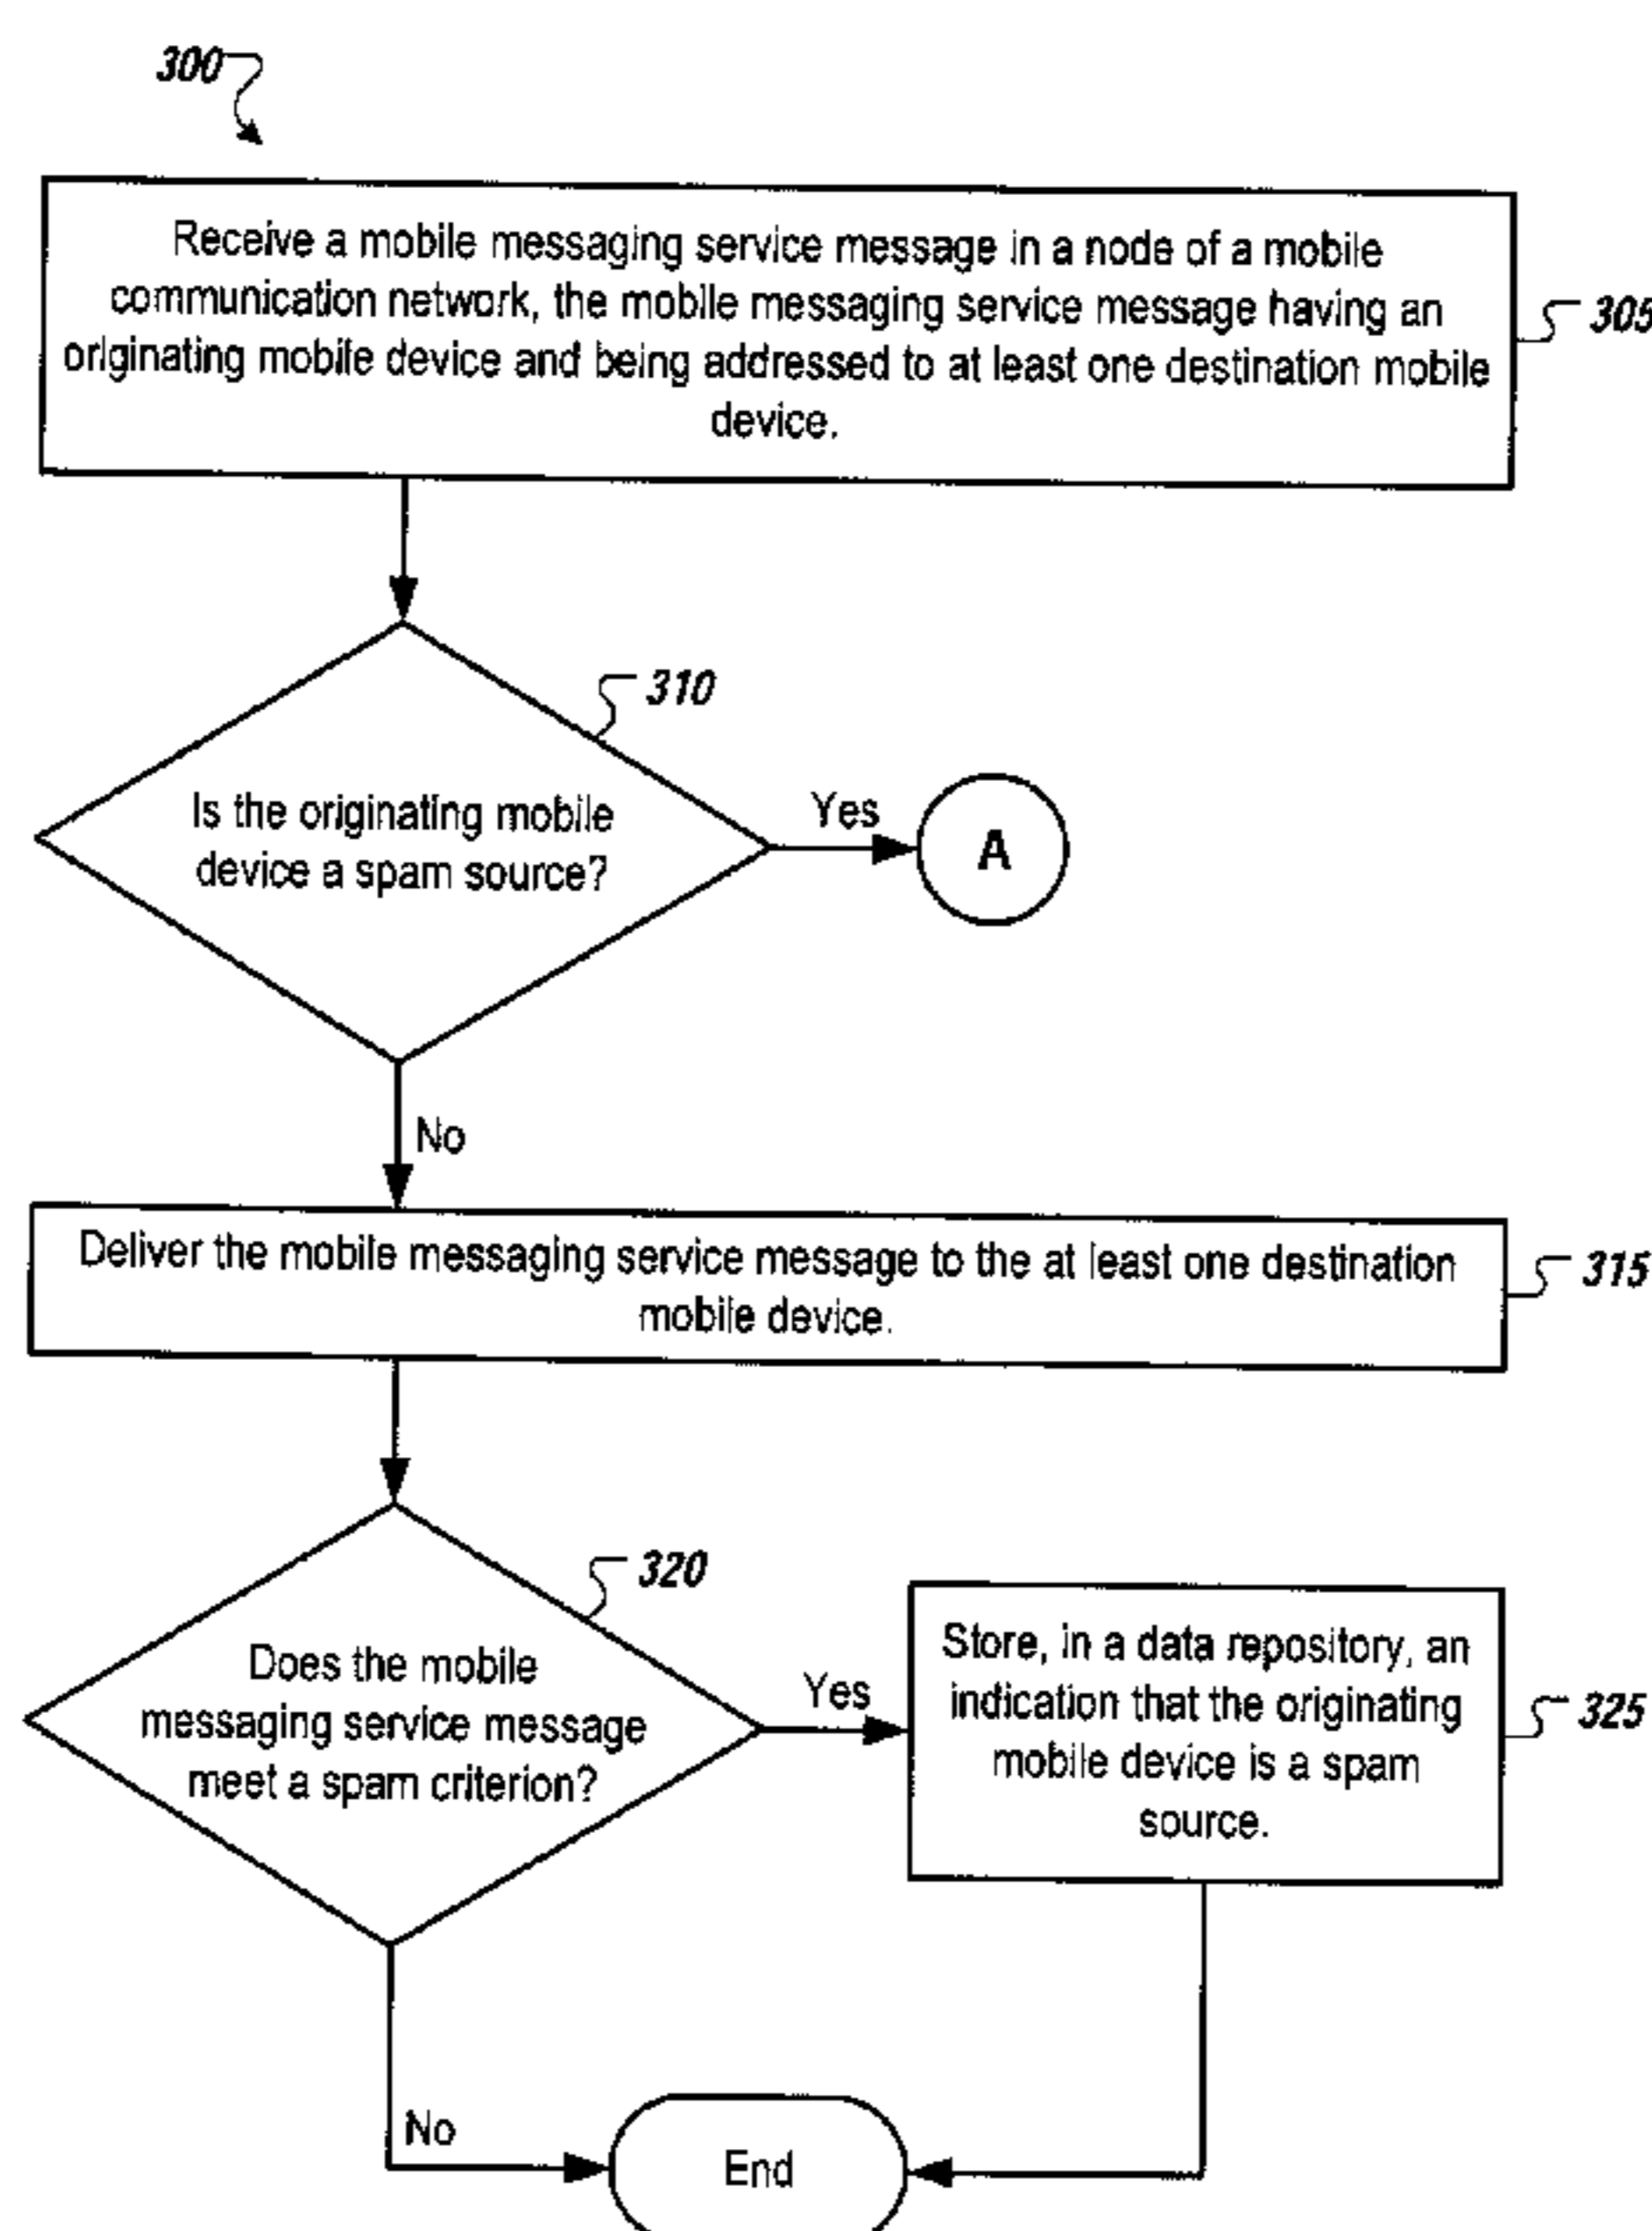 300
Receive a mobile messaging service message in a node of a mobile
communication network, the mobile messaging service message having an
originating mobile device and being addressed to at least one destination mobile
device.
305
310
Is the originating mobile
device a spam source?
Yes
A
No
Deliver the mobile messaging service message to the at least one destination
mobile device.
315
320
Does the mobile
messaging service message
meet a spam criterion?
Yes
Store, in a data repository, an
indication that the originating
mobile device is a spam
source.
325
No
End